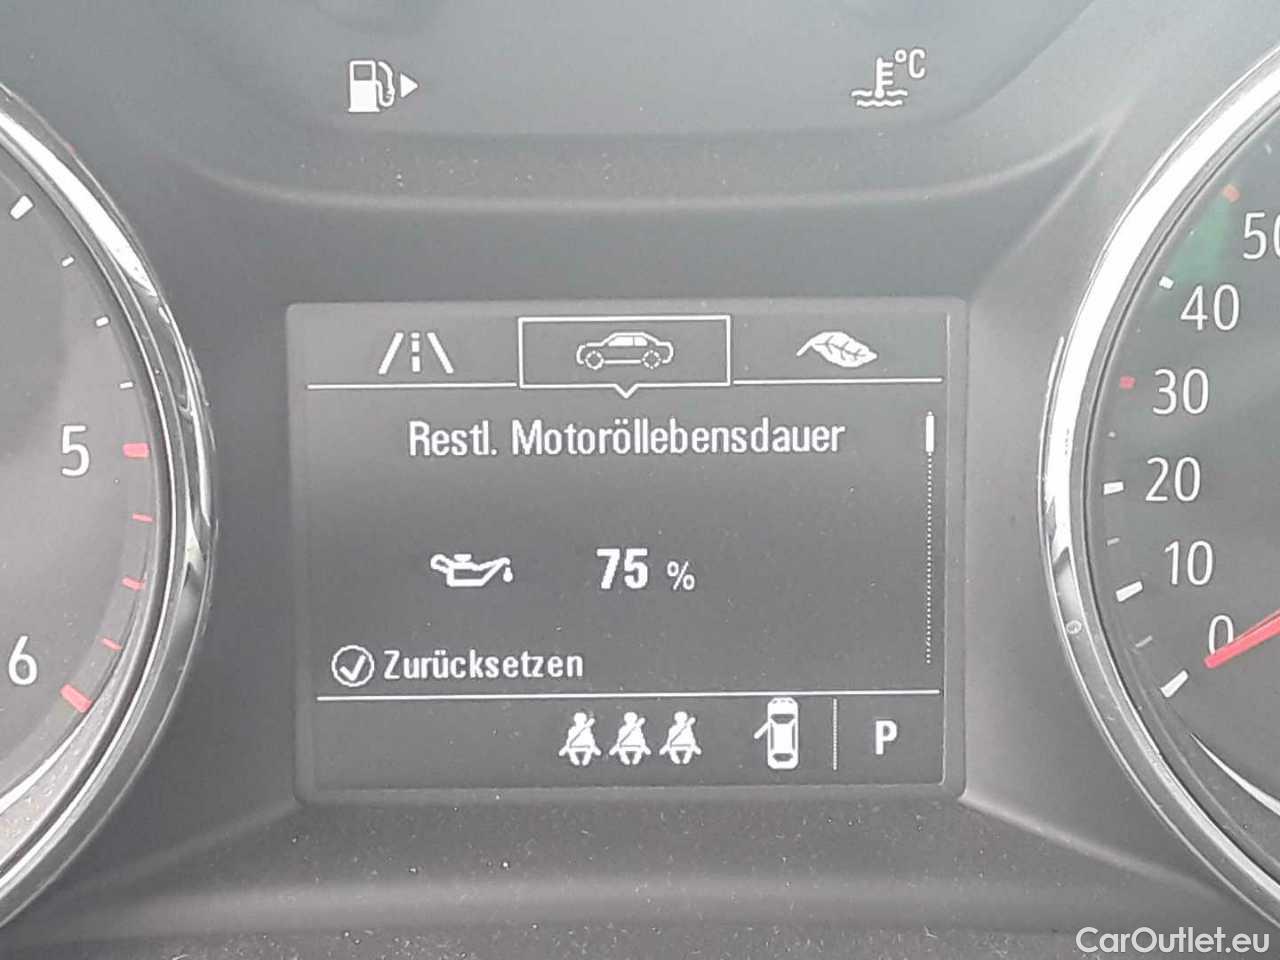 °C
50
40
30
20
10
0
5
6
Restl. Motoröllebensdauer
75 %
Zurücksetzen
P
CarOutlet.eu